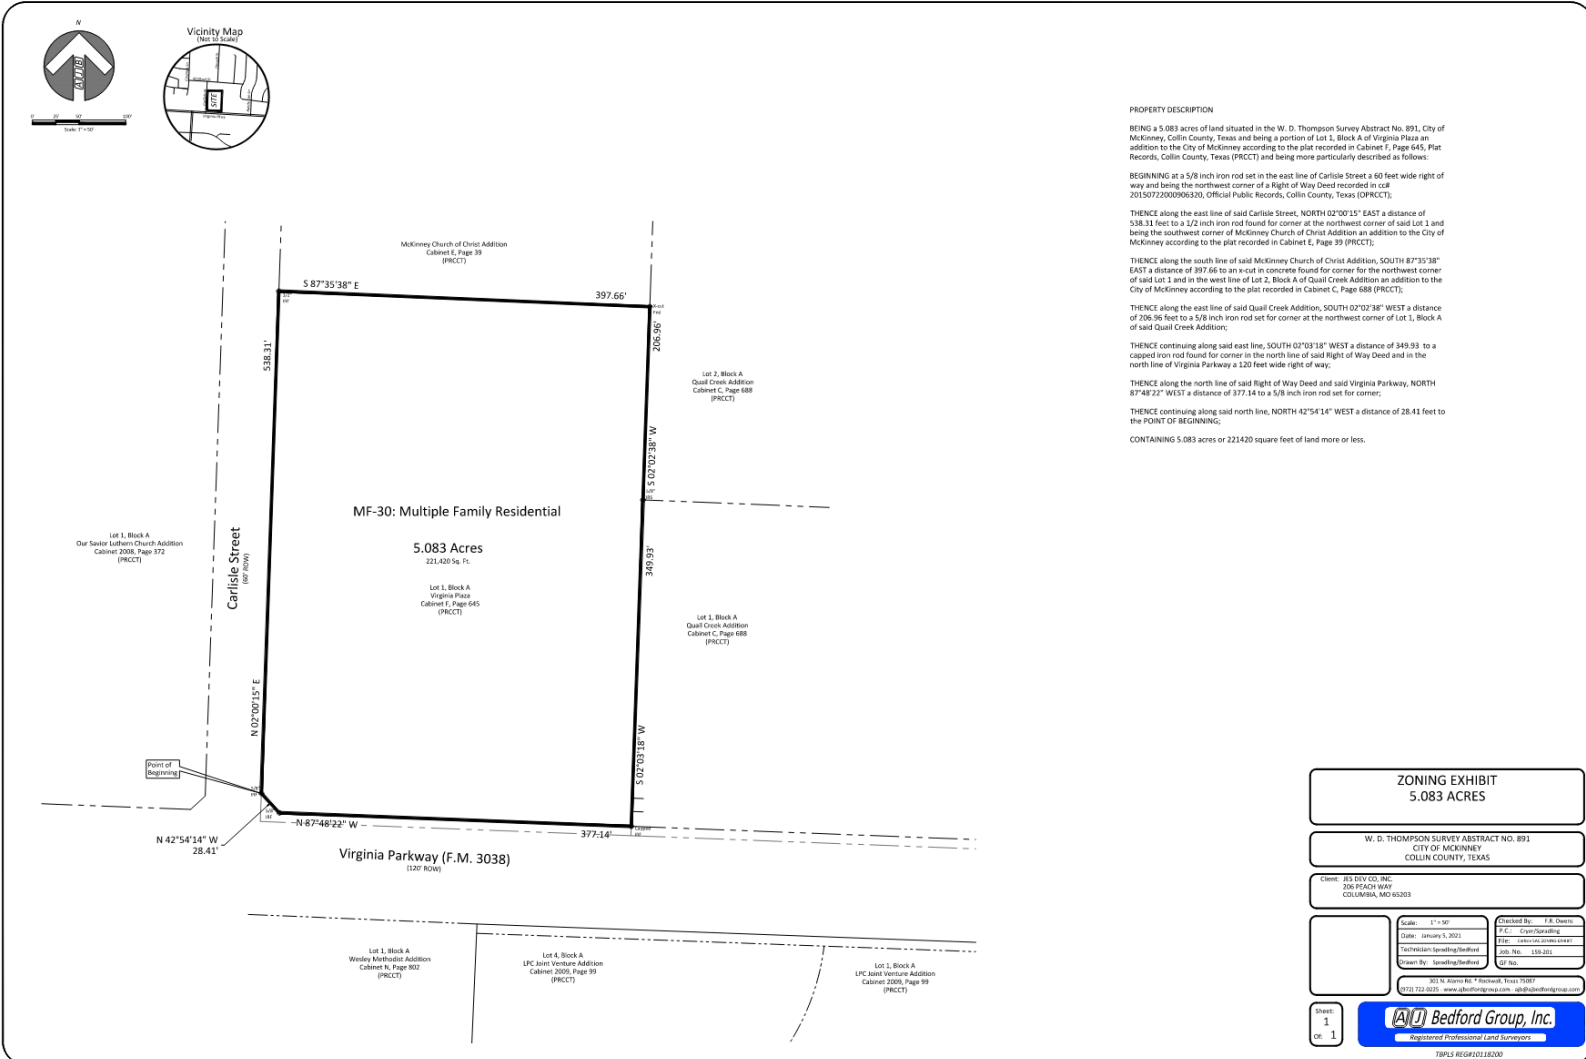 N
AJB
0 25' 50' 100'
Scale: 1" = 50'
Vicinity Map
(Not to Scale)
SITE
Virginia Pkwy
McKinney Church of Christ Addition
Cabinet E, Page 39
(PRCCT)
S 87°35'38" E
397.66'
1/2"
IRF
X-cut
Fnd
538.31'
206.96'
Lot 2, Block A
Quail Creek Addition
Cabinet C, Page 688
(PRCCT)
S 02°02'38" W
5/8"
IRS
MF-30: Multiple Family Residential
5.083 Acres
221,420 Sq. Ft.
Lot 1, Block A
Virginia Plaza
Cabinet F, Page 645
(PRCCT)
Lot 1, Block A
Our Savior Luthern Church Addition
Cabinet 2008, Page 372
(PRCCT)
Carlisle Street
(60' ROW)
349.93'
Lot 1, Block A
Quail Creek Addition
Cabinet C, Page 688
(PRCCT)
N 02°00'15" E
S 02°03'18" W
Point of
Beginning
N 87°48'22" W
377.14'
Capped
IRF
N 42°54'14" W
28.41'
Virginia Parkway (F.M. 3038)
(120' ROW)
Lot 1, Block A
Wesley Methodist Addition
Cabinet N, Page 802
(PRCCT)
Lot 4, Block A
LPC Joint Venture Addition
Cabinet 2009, Page 99
(PRCCT)
Lot 1, Block A
LPC Joint Venture Addition
Cabinet 2009, Page 99
(PRCCT)
PROPERTY DESCRIPTION
BEING a 5.083 acres of land situated in the W. D. Thompson Survey Abstract No. 891, City of
McKinney, Collin County, Texas and being a portion of Lot 1, Block A of Virginia Plaza an
addition to the City of McKinney according to the plat recorded in Cabinet F, Page 645, Plat
Records, Collin County, Texas (PRCCT) and being more particularly described as follows:
BEGINNING at a 5/8 inch iron rod set in the east line of Carlisle Street a 60 feet wide right of
way and being the northwest corner of a Right of Way Deed recorded in cc#
20150722000906320, Official Public Records, Collin County, Texas (OPRCCT);
THENCE along the east line of said Carlisle Street, NORTH 02°00'15" EAST a distance of
538.31 feet to a 1/2 inch iron rod found for corner at the northwest corner of said Lot 1 and
being the southwest corner of McKinney Church of Christ Addition an addition to the City of
McKinney according to the plat recorded in Cabinet E, Page 39 (PRCCT);
THENCE along the south line of said McKinney Church of Christ Addition, SOUTH 87°35'38"
EAST a distance of 397.66 to an x-cut in concrete found for corner for the northwest corner
of said Lot 1 and in the west line of Lot 2, Block A of Quail Creek Addition an addition to the
City of McKinney according to the plat recorded in Cabinet C, Page 688 (PRCCT);
THENCE along the east line of said Quail Creek Addition, SOUTH 02°02'38" WEST a distance
of 206.96 feet to a 5/8 inch iron rod set for corner at the northwest corner of Lot 1, Block A
of said Quail Creek Addition;
THENCE continuing along said east line, SOUTH 02°03'18" WEST a distance of 349.93 to a
capped iron rod found for corner in the north line of said Right of Way Deed and in the
north line of Virginia Parkway a 120 feet wide right of way;
THENCE along the north line of said Right of Way Deed and said Virginia Parkway, NORTH
87°48'22" WEST a distance of 377.14 to a 5/8 inch iron rod set for corner;
THENCE continuing along said north line, NORTH 42°54'14" WEST a distance of 28.41 feet to
the POINT OF BEGINNING;
CONTAINING 5.083 acres or 221420 square feet of land more or less.
ZONING EXHIBIT
5.083 ACRES
W. D. THOMPSON SURVEY ABSTRACT NO. 891
CITY OF MCKINNEY
COLLIN COUNTY, TEXAS
Client: JES DEV CO, INC.
206 PEACH WAY
COLUMBIA, MO 65203
Scale: 1" = 50'
Date: January 5, 2021
Technician: Spradling/Bedford
Drawn By: Spradling/Bedford
Checked By: F.R. Owens
P.C.: Cryer/Spradling
File: ZONING EXHIBIT
Job. No. 159-201
GF No.
301 N. Alamo Rd. * Rockwall, Texas 75087
(972) 722-0225 - www.ajbedfordgroup.com - ajb@ajbedfordgroup.com
Sheet:
1
Of: 1
AJ Bedford Group, Inc.
Registered Professional Land Surveyors
TBPLS REG#10118200